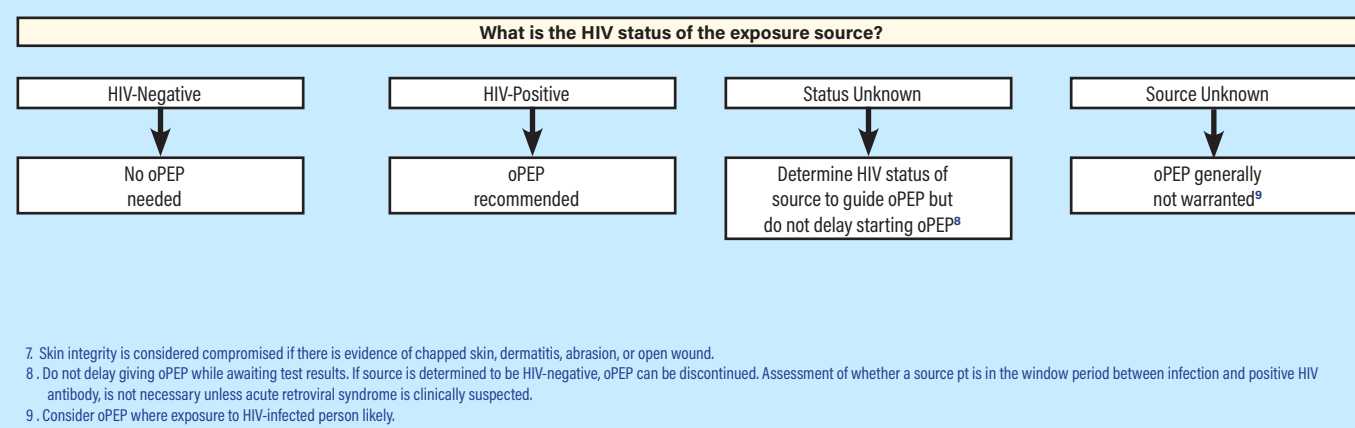 What is the HIV status of the exposure source?
HIV-Negative
HIV-Positive
Status Unknown
Source Unknown
No oPEP
needed
oPEP
recommended
Determine HIV status of
source to guide oPEP but
do not delay starting oPEP⁸
oPEP generally
not warranted⁹
7. Skin integrity is considered compromised if there is evidence of chapped skin, dermatitis, abrasion, or open wound.
8 . Do not delay giving oPEP while awaiting test results. If source is determined to be HIV-negative, oPEP can be discontinued. Assessment of whether a source pt is in the window period between infection and positive HIV
antibody, is not necessary unless acute retroviral syndrome is clinically suspected.
9 . Consider oPEP where exposure to HIV-infected person likely.